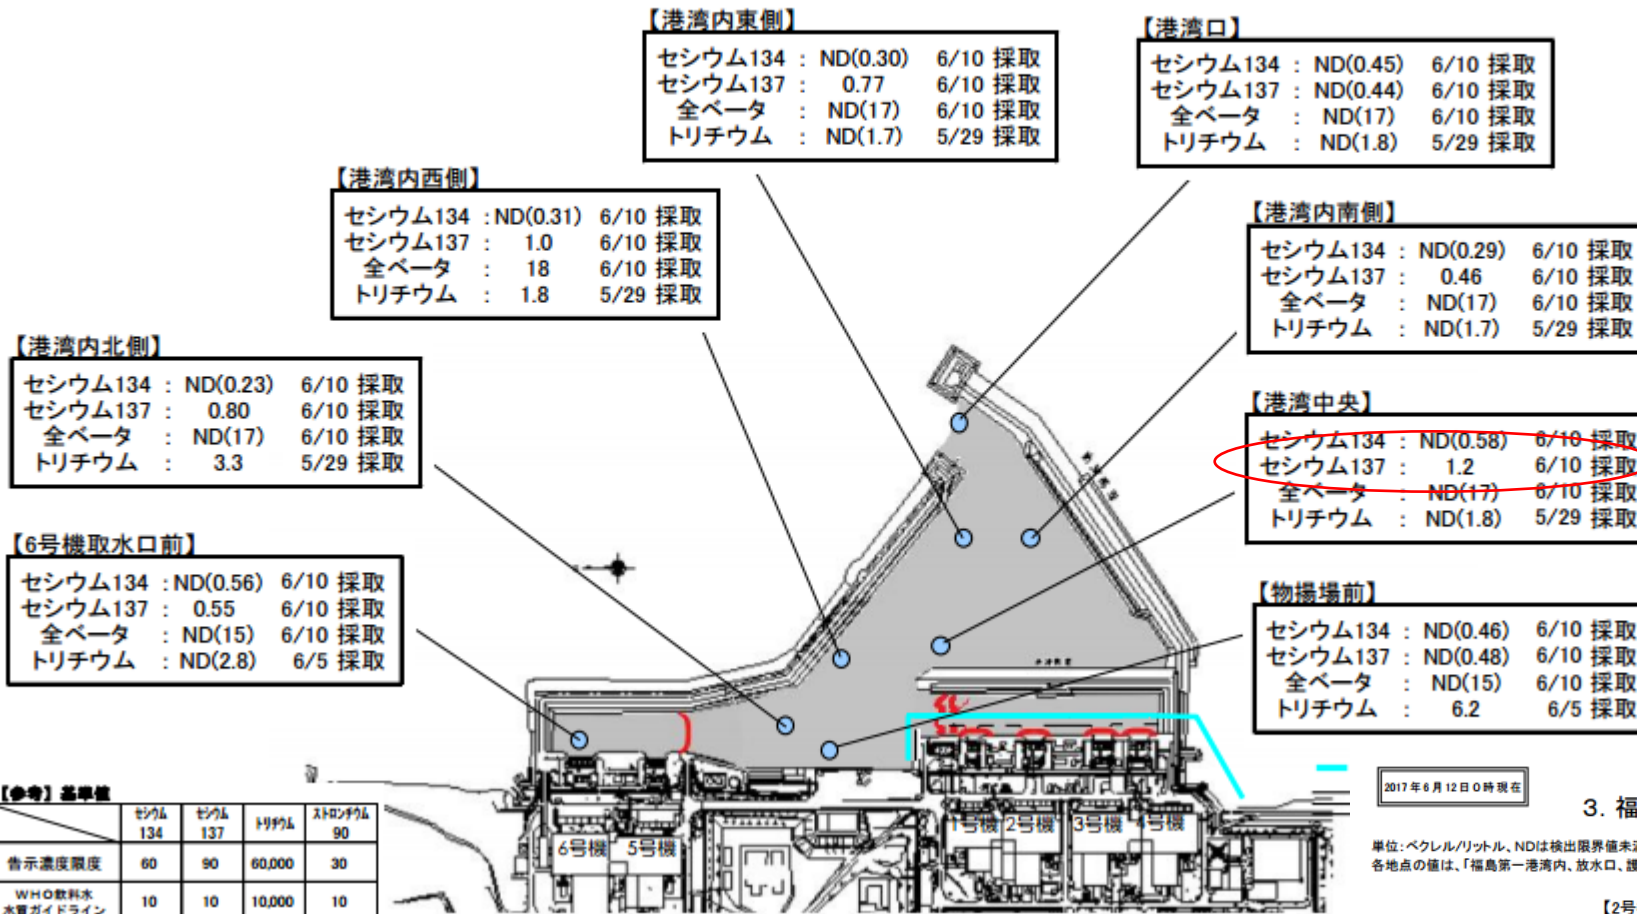 【港湾内東側】
セシウム134 : ND(0.30) 6/10 採取
セシウム137 : 0.77 6/10 採取
全ベータ : ND(17) 6/10 採取
トリチウム : ND(1.7) 5/29 採取
【港湾口】
セシウム134 : ND(0.45) 6/10 採取
セシウム137 : ND(0.44) 6/10 採取
全ベータ : ND(17) 6/10 採取
トリチウム : ND(1.8) 5/29 採取
【港湾内西側】
セシウム134 : ND(0.31) 6/10 採取
セシウム137 : 1.0 6/10 採取
全ベータ : 18 6/10 採取
トリチウム : 1.8 5/29 採取
【港湾内南側】
セシウム134 : ND(0.29) 6/10 採取
セシウム137 : 0.46 6/10 採取
全ベータ : ND(17) 6/10 採取
トリチウム : ND(1.7) 5/29 採取
【港湾内北側】
セシウム134 : ND(0.23) 6/10 採取
セシウム137 : 0.80 6/10 採取
全ベータ : ND(17) 6/10 採取
トリチウム : 3.3 5/29 採取
【港湾中央】
セシウム134 : ND(0.58) 6/10 採取
セシウム137 : 1.2 6/10 採取
全ベータ : ND(17) 6/10 採取
トリチウム : ND(1.8) 5/29 採取
【6号機取水口前】
セシウム134 : ND(0.56) 6/10 採取
セシウム137 : 0.55 6/10 採取
全ベータ : ND(15) 6/10 採取
トリチウム : ND(2.8) 6/5 採取
【物揚場前】
セシウム134 : ND(0.46) 6/10 採取
セシウム137 : ND(0.48) 6/10 採取
全ベータ : ND(15) 6/10 採取
トリチウム : 6.2 6/5 採取
【参考】基準値
セシウム134 セシウム137 トリチウム ストロンチウム90
告示濃度限度 60 90 60,000 30
WHO飲料水水質ガイドライン 10 10 10,000 10
6号機 5号機
1号機 2号機 3号機 4号機
2017年6月12日0時現在
3. 福
単位：ベクレル/リットル、NDは検出限界値未
各地点の値は、「福島第一港湾内、放水口、護
【2号